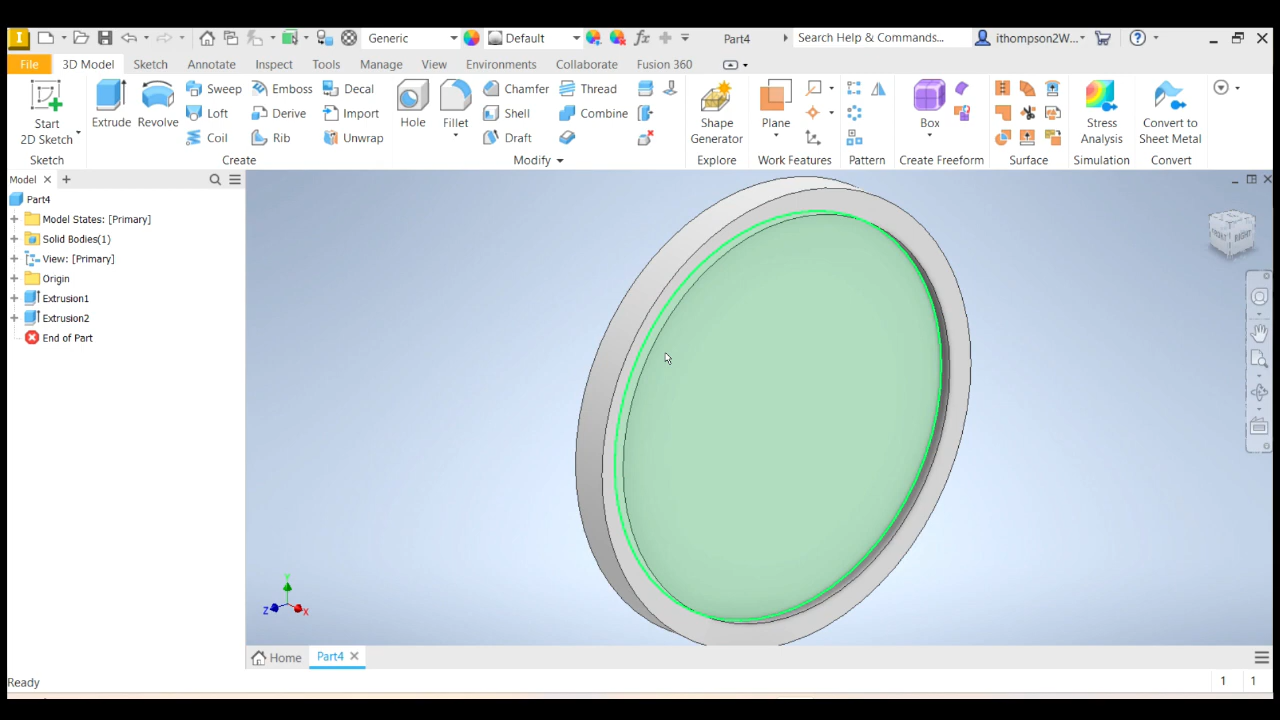 I Generic Default fx Part4 Search Help & Commands... ithompson2W... ?
File 3D Model Sketch Annotate Inspect Tools Manage View Environments Collaborate Fusion 360
Start 2D Sketch
Extrude
Revolve
Sweep Emboss Decal
Loft Derive Import
Coil Rib Unwrap
Hole
Fillet
Chamfer Thread
Shell Combine
Draft
Shape Generator
Plane
Box
Stress Analysis
Convert to Sheet Metal
Sketch Create Modify Explore Work Features Pattern Create Freeform Surface Simulation Convert
Model
Part4
Model States: [Primary]
Solid Bodies(1)
View: [Primary]
Origin
Extrusion1
Extrusion2
End of Part
FRONT RIGHT
Y
Z X
Home Part4
Ready 1 1